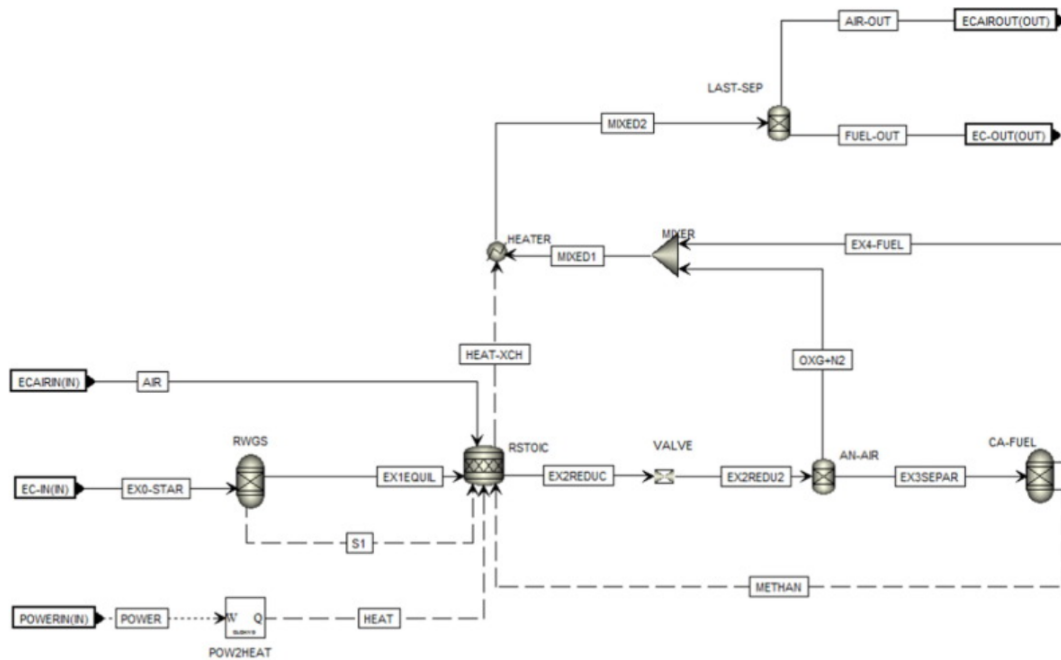 AIR-OUT
ECAIROUT(OUT)
LAST-SEP
MIXED2
FUEL-OUT
EC-OUT(OUT)
HEATER
MIXER
MIXED1
EX4-FUEL
HEAT-XCH
OXG+N2
ECAIRIN(IN)
AIR
RWGS
RSTOIC
VALVE
AN-AIR
CA-FUEL
EC-IN(IN)
EX0-STAR
EX1EQUIL
EX2REDUC
EX2REDU2
EX3SEPAR
S1
METHAN
POWERIN(IN)
POWER
W Q
HEAT
POW2HEAT